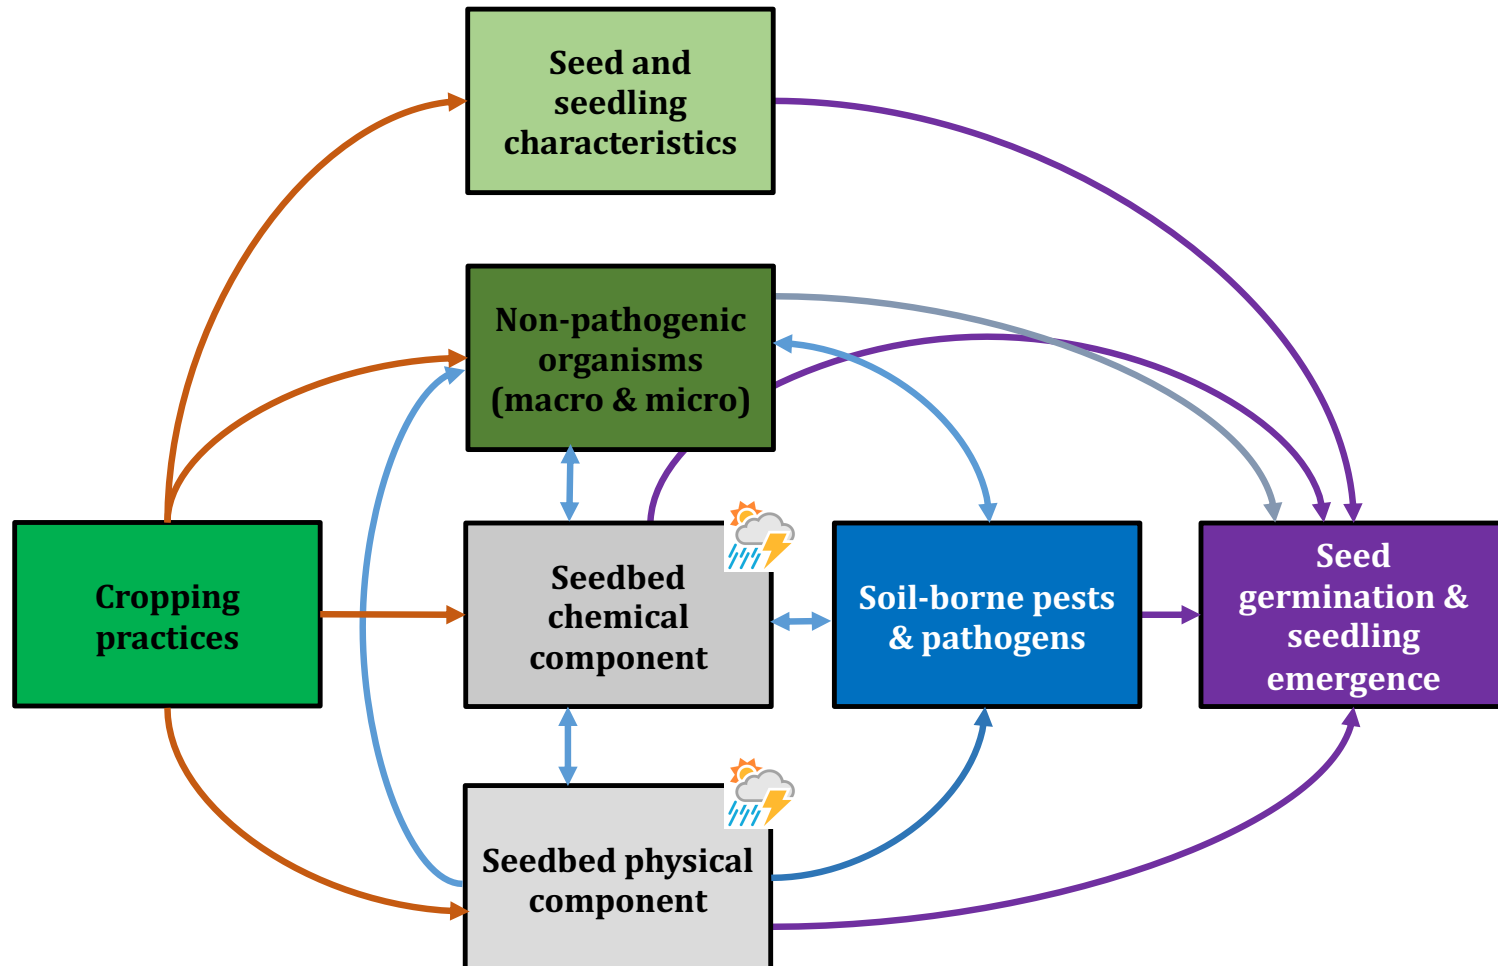 Seed and
seedling
characteristics
Non-pathogenic
organisms
(macro & micro)
Cropping
practices
Seedbed
chemical
component
Soil-borne pests
& pathogens
Seed
germination &
seedling
emergence
Seedbed physical
component